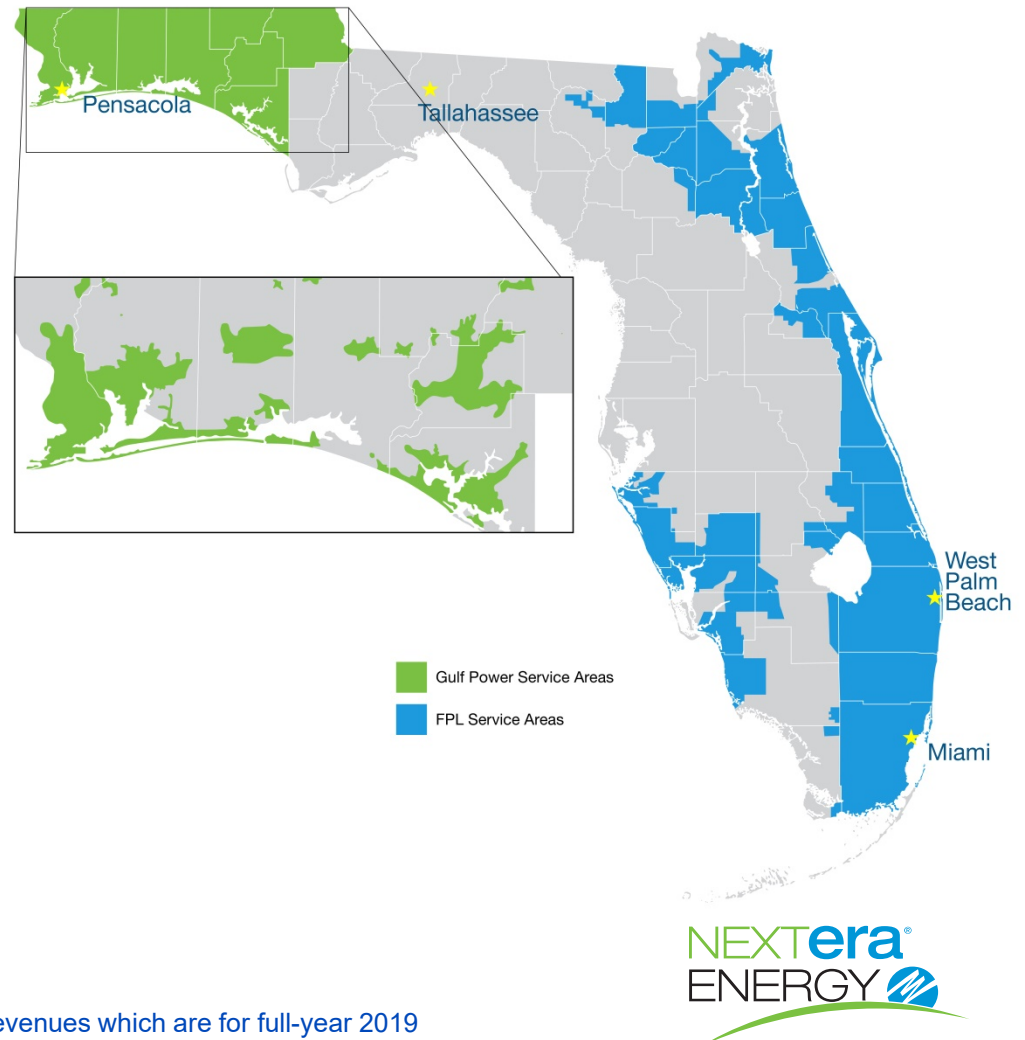 Pensacola
Tallahassee
West
Palm
Beach
Gulf Power Service Areas
FPL Service Areas
Miami
NEXTera®
ENERGY
evenues which are for full-year 2019